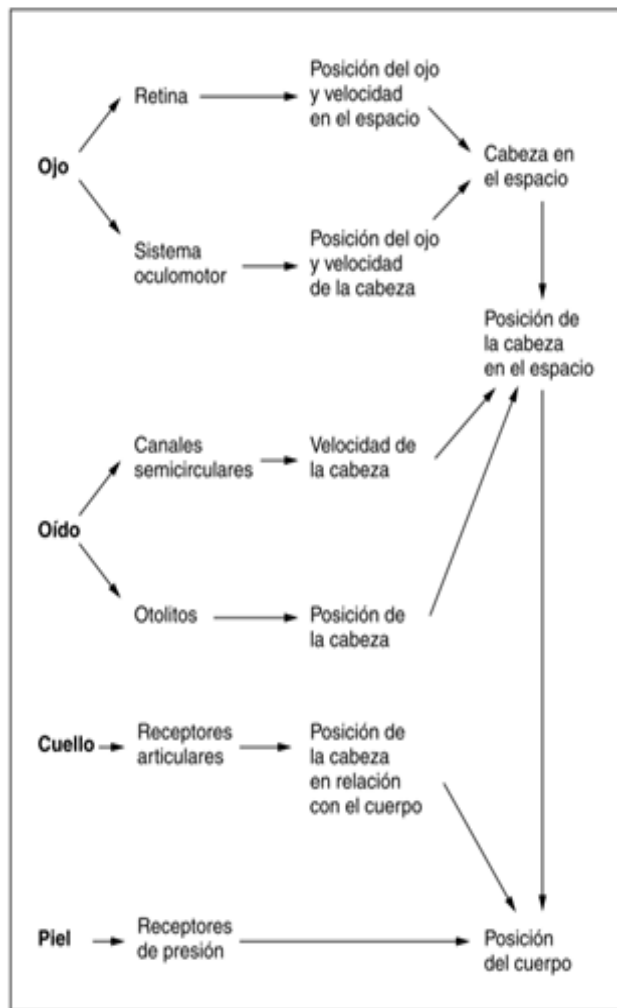 Ojo
Retina
Posición del ojo
y velocidad
en el espacio
Cabeza en
el espacio
Sistema
oculomotor
Posición del ojo
y velocidad
de la cabeza
Posición de
la cabeza
en el espacio
Oído
Canales
semicirculares
Velocidad de
la cabeza
Otolitos
Posición de
la cabeza
Cuello
Receptores
articulares
Posición de
la cabeza
en relación
con el cuerpo
Piel
Receptores
de presión
Posición
del cuerpo